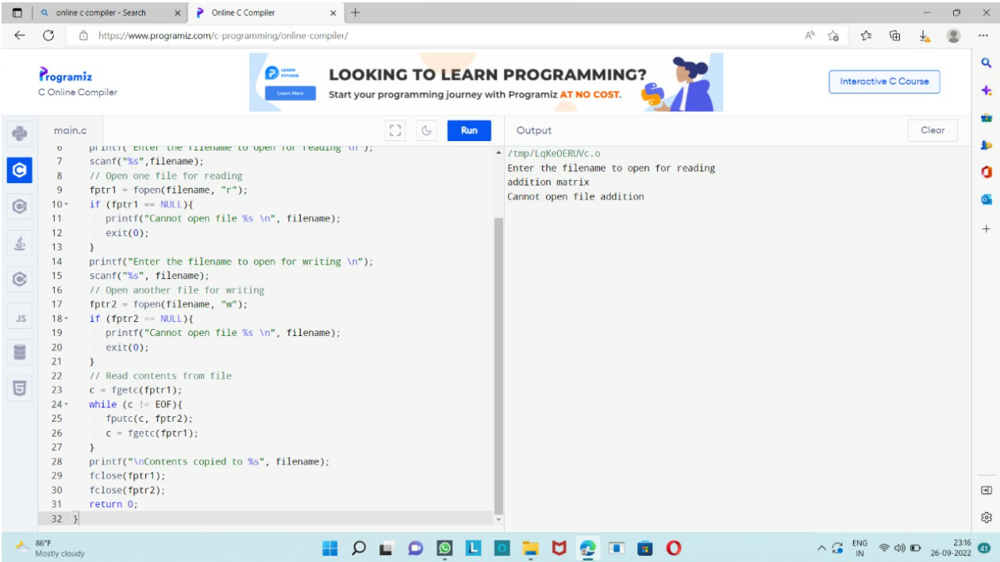 online c compiler - Search
Online C Compiler
https://www.programiz.com/c-programming/online-compiler/
Programiz
C Online Compiler
LEARN
PYTHON
Learn More
LOOKING TO LEARN PROGRAMMING?
Start your programming journey with Programiz AT NO COST.
Interactive C Course
main.c
Run
Output
Clear
6 printf("Enter the filename to open for reading \n");
7 scanf("%s",filename);
8 // Open one file for reading
9 fptr1 = fopen(filename, "r");
10 if (fptr1 == NULL){
11 printf("Cannot open file %s \n", filename);
12 exit(0);
13 }
14 printf("Enter the filename to open for writing \n");
15 scanf("%s", filename);
16 // Open another file for writing
17 fptr2 = fopen(filename, "w");
18 if (fptr2 == NULL){
19 printf("Cannot open file %s \n", filename);
20 exit(0);
21 }
22 // Read contents from file
23 c = fgetc(fptr1);
24 while (c != EOF){
25 fputc(c, fptr2);
26 c = fgetc(fptr1);
27 }
28 printf("\nContents copied to %s", filename);
29 fclose(fptr1);
30 fclose(fptr2);
31 return 0;
32 }
/tmp/LqKeOERUVc.o
Enter the filename to open for reading
addition matrix
Cannot open file addition
JS
86°F
Mostly cloudy
ENG
IN
23:16
26-09-2022
41